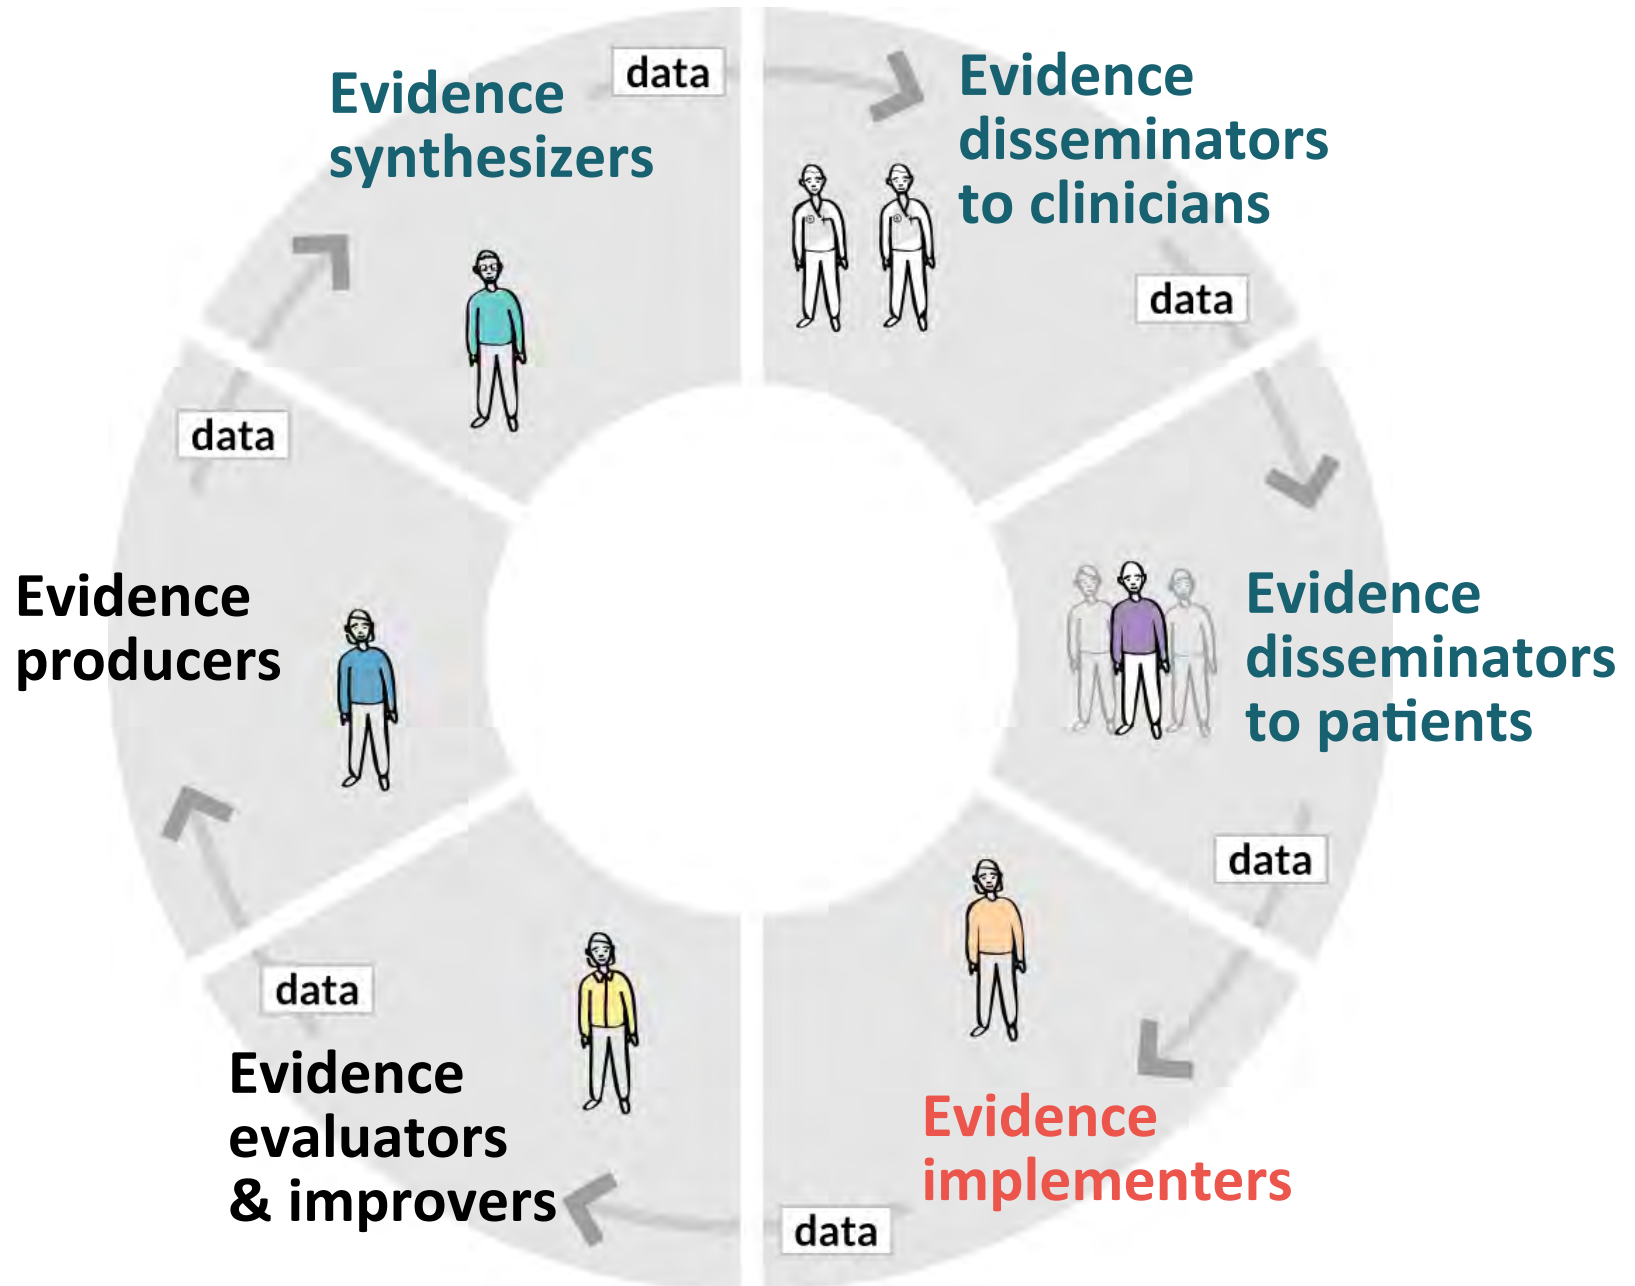 Evidence
synthesizers
data
Evidence
disseminators
to clinicians
data
Evidence
disseminators
to patients
data
Evidence
implementers
data
Evidence
evaluators
& improvers
data
Evidence
producers
data